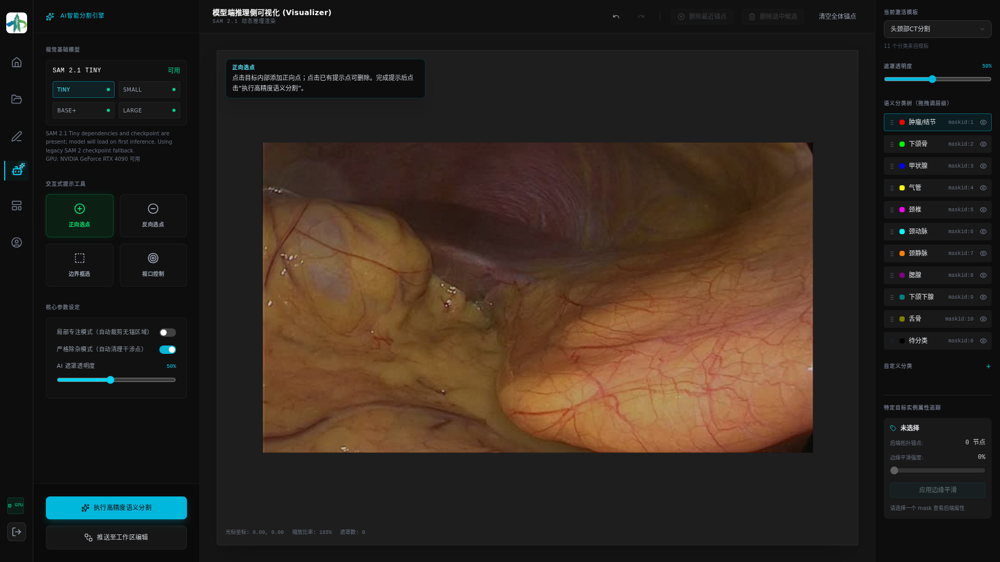 AI智能分割引擎
视觉基础模型
SAM 2.1 TINY
可用
TINY
SMALL
BASE+
LARGE
SAM 2.1 Tiny dependencies and checkpoint are
present; model will load on first inference. Using
legacy SAM 2 checkpoint fallback.
GPU: NVIDIA GeForce RTX 4090 可用
交互式提示工具
正向选点
反向选点
边界框选
视口控制
核心参数设定
局部专注模式（自动裁剪无锚区域）
严格除杂模式（自动清理干涉点）
AI 遮罩透明度
50%
执行高精度语义分割
推送至工作区编辑
GPU
模型端推理侧可视化 (Visualizer)
SAM 2.1 动态推理渲染
删除最近锚点
删除选中候选
清空全体锚点
正向选点
点击目标内部添加正向点；点击已有提示点可删除。完成提示后点
击“执行高精度语义分割”。
光标坐标: 0.00, 0.00
缩放比率: 165%
遮罩数: 0
当前激活模板
头颈部CT分割
11 个分类来自模板
遮罩透明度
50%
语义分类树（拖拽调层级）
肿瘤/结节 maskid:1
下颌骨 maskid:2
甲状腺 maskid:3
气管 maskid:4
颈椎 maskid:5
颈动脉 maskid:6
颈静脉 maskid:7
腮腺 maskid:8
下颌下腺 maskid:9
舌骨 maskid:10
待分类 maskid:0
自定义分类
+
特定目标实例属性追踪
未选择
后端拓扑锚点:
0 节点
边缘平滑强度:
0%
应用边缘平滑
请选择一个 mask 查看后端属性